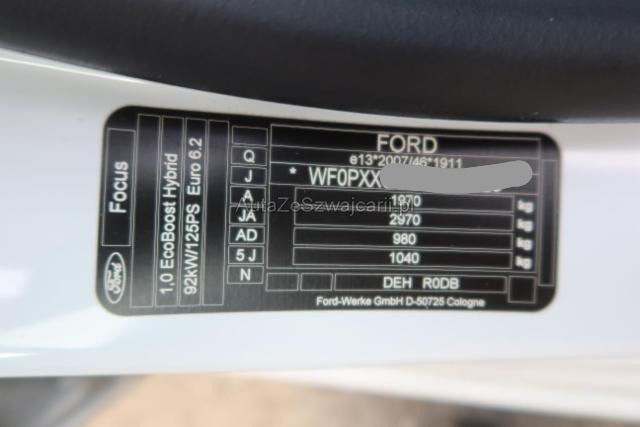 FORD
e13*2007/46*1911
* WF0PXX
1970 kg
2970 kg
980 kg
1040 kg
DEH R0DB
Ford-Werke GmbH D-50725 Cologne
Q
J
A
JA
AD
5 J
N
Focus
1,0 EcoBoost Hybrid
92kW/125PS Euro 6.2
Ford
AutaZeSzwajcarii.pl